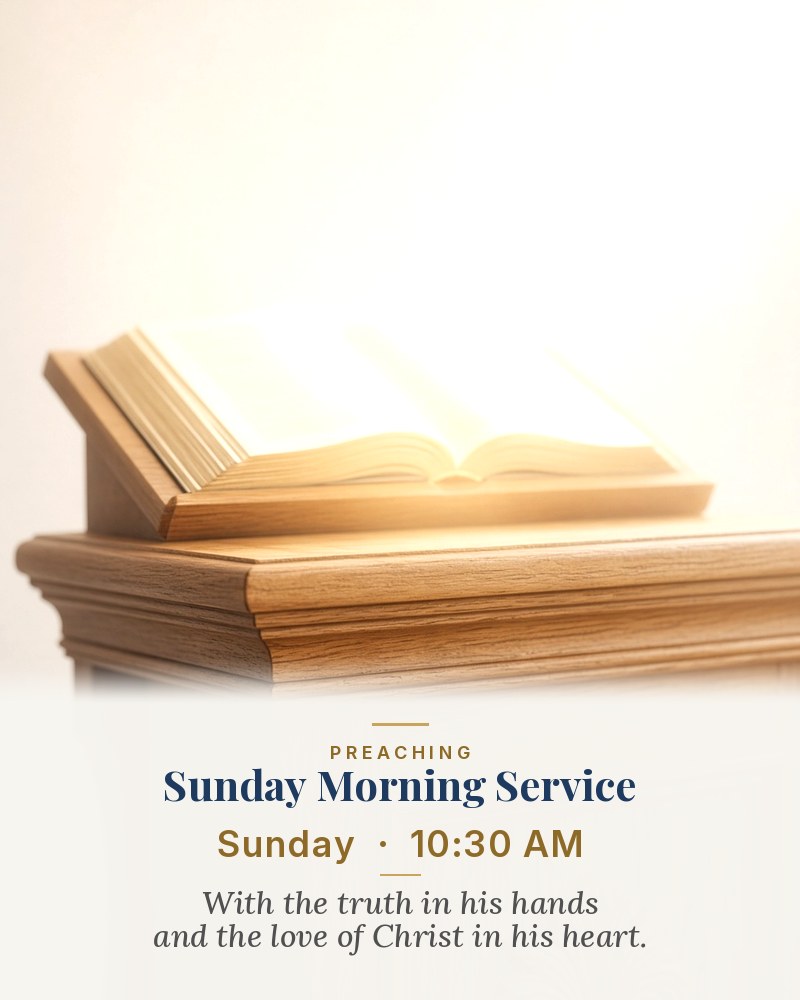 PREACHING
Sunday Morning Service
Sunday · 10:30 AM
With the truth in his hands
and the love of Christ in his heart.